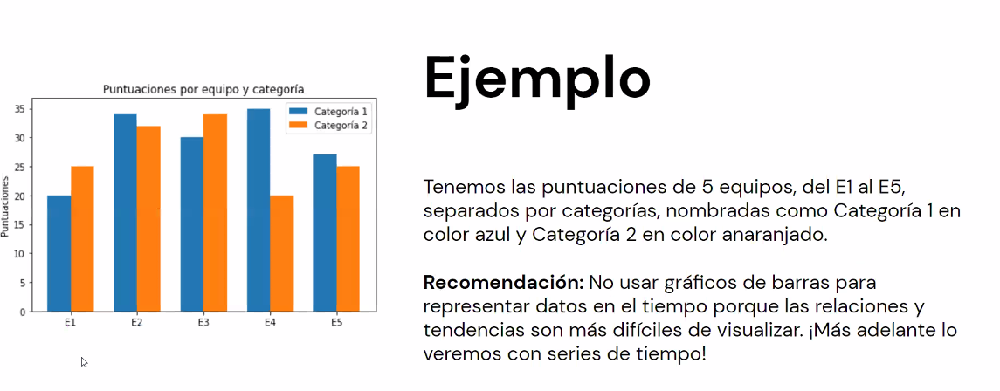 Ejemplo
Puntuaciones por equipo y categoría
Categoría 1
Categoría 2
Puntuaciones
35
30
25
20
15
10
5
0
E1 E2 E3 E4 E5
Tenemos las puntuaciones de 5 equipos, del E1 al E5,
separados por categorías, nombradas como Categoría 1 en
color azul y Categoría 2 en color anaranjado.
Recomendación: No usar gráficos de barras para
representar datos en el tiempo porque las relaciones y
tendencias son más difíciles de visualizar. ¡Más adelante lo
veremos con series de tiempo!